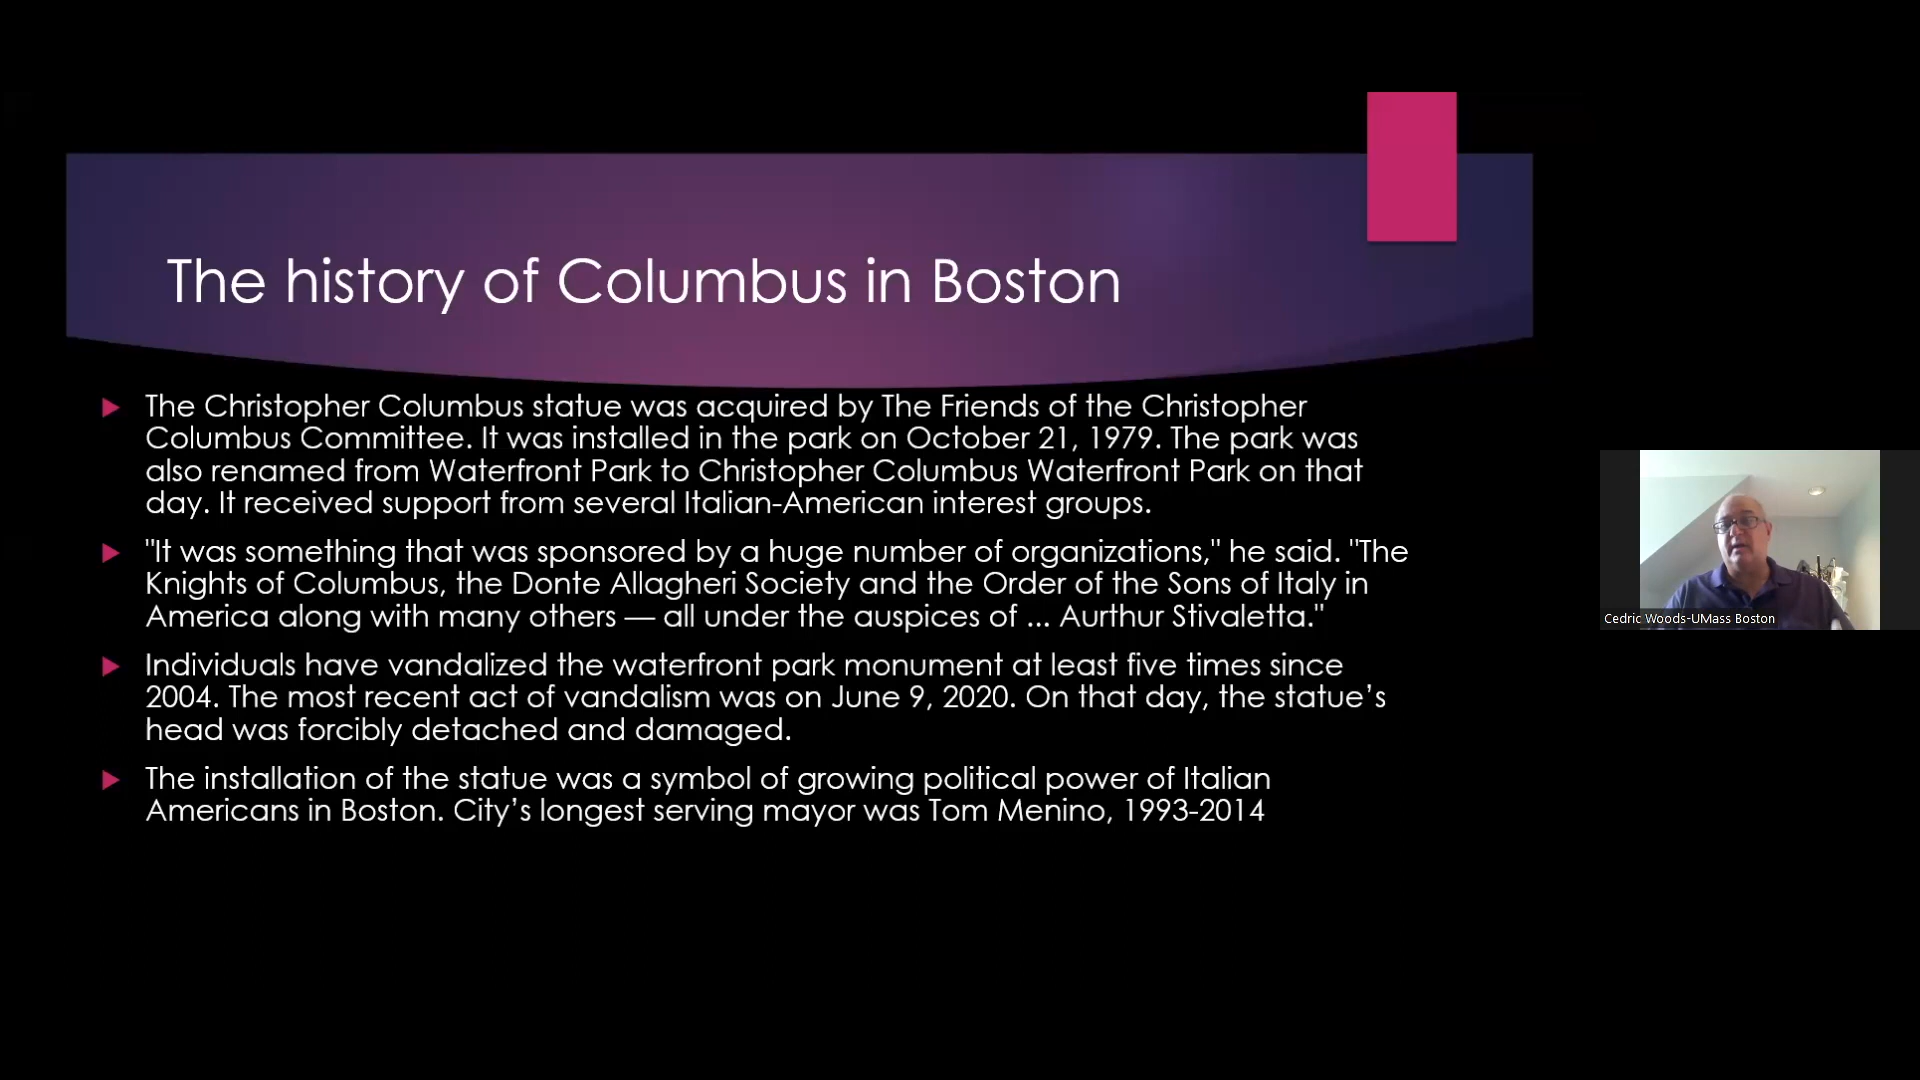 The history of Columbus in Boston
The Christopher Columbus statue was acquired by The Friends of the Christopher
Columbus Committee. It was installed in the park on October 21, 1979. The park was
also renamed from Waterfront Park to Christopher Columbus Waterfront Park on that
day. It received support from several Italian-American interest groups.
"It was something that was sponsored by a huge number of organizations," he said. "The
Knights of Columbus, the Donte Allagheri Society and the Order of the Sons of Italy in
America along with many others — all under the auspices of ... Aurthur Stivaletta."
Individuals have vandalized the waterfront park monument at least five times since
2004. The most recent act of vandalism was on June 9, 2020. On that day, the statue’s
head was forcibly detached and damaged.
The installation of the statue was a symbol of growing political power of Italian
Americans in Boston. City’s longest serving mayor was Tom Menino, 1993-2014
Cedric Woods-UMass Boston